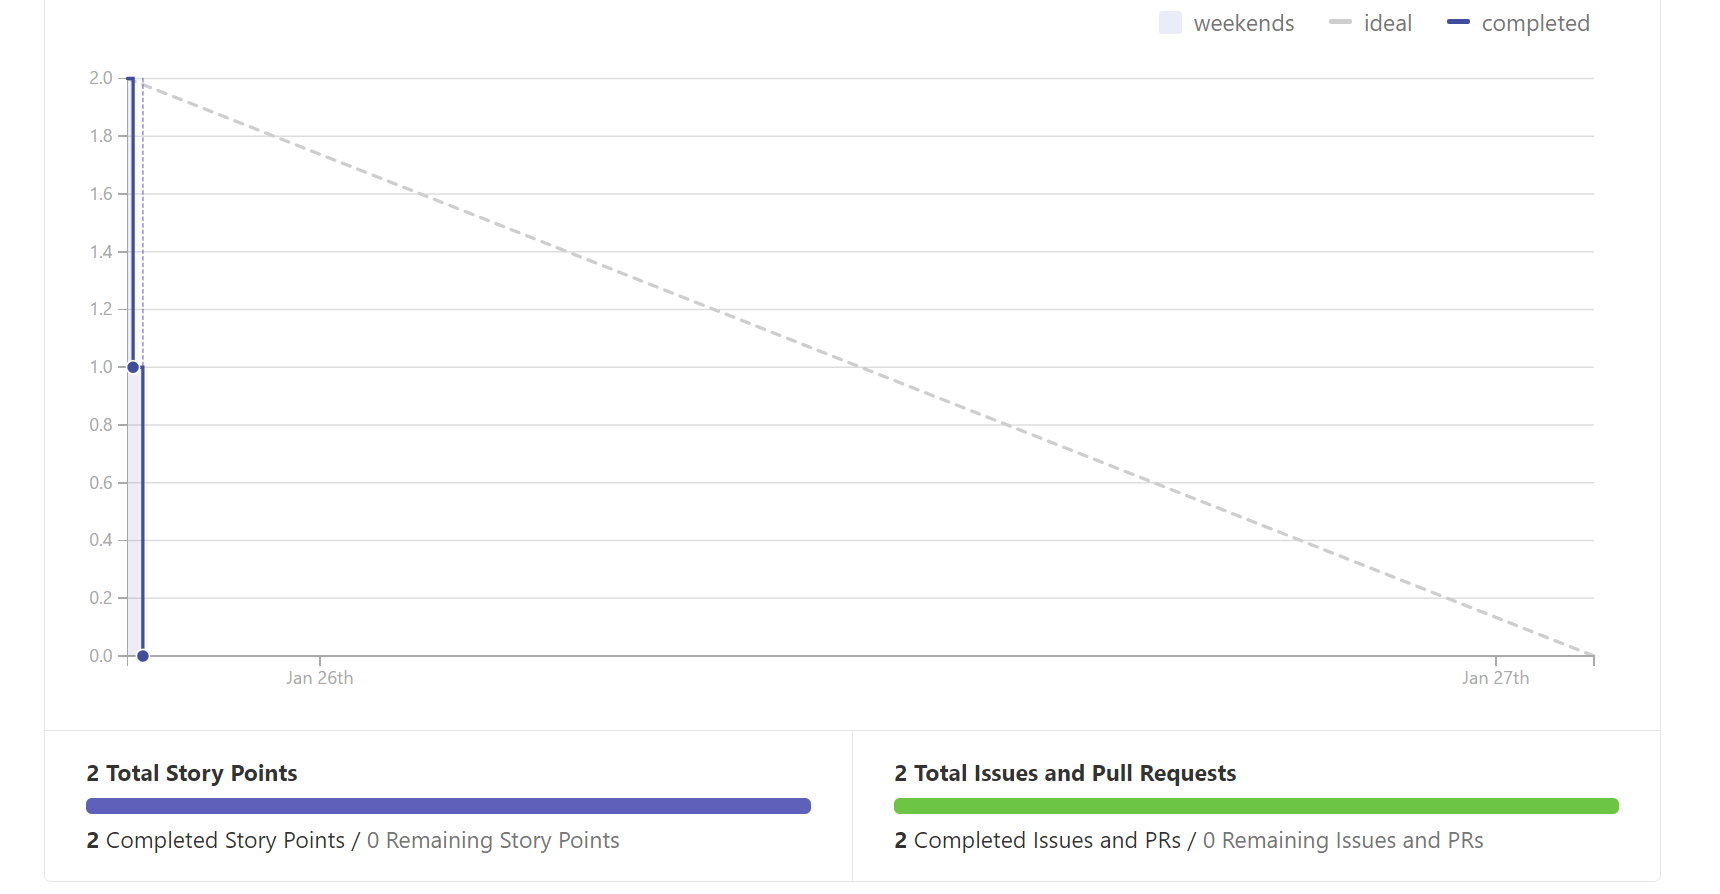 weekends ideal completed
2.0
1.8
1.6
1.4
1.2
1.0
0.8
0.6
0.4
0.2
0.0
Jan 26th Jan 27th
2 Total Story Points
2 Completed Story Points / 0 Remaining Story Points
2 Total Issues and Pull Requests
2 Completed Issues and PRs / 0 Remaining Issues and PRs